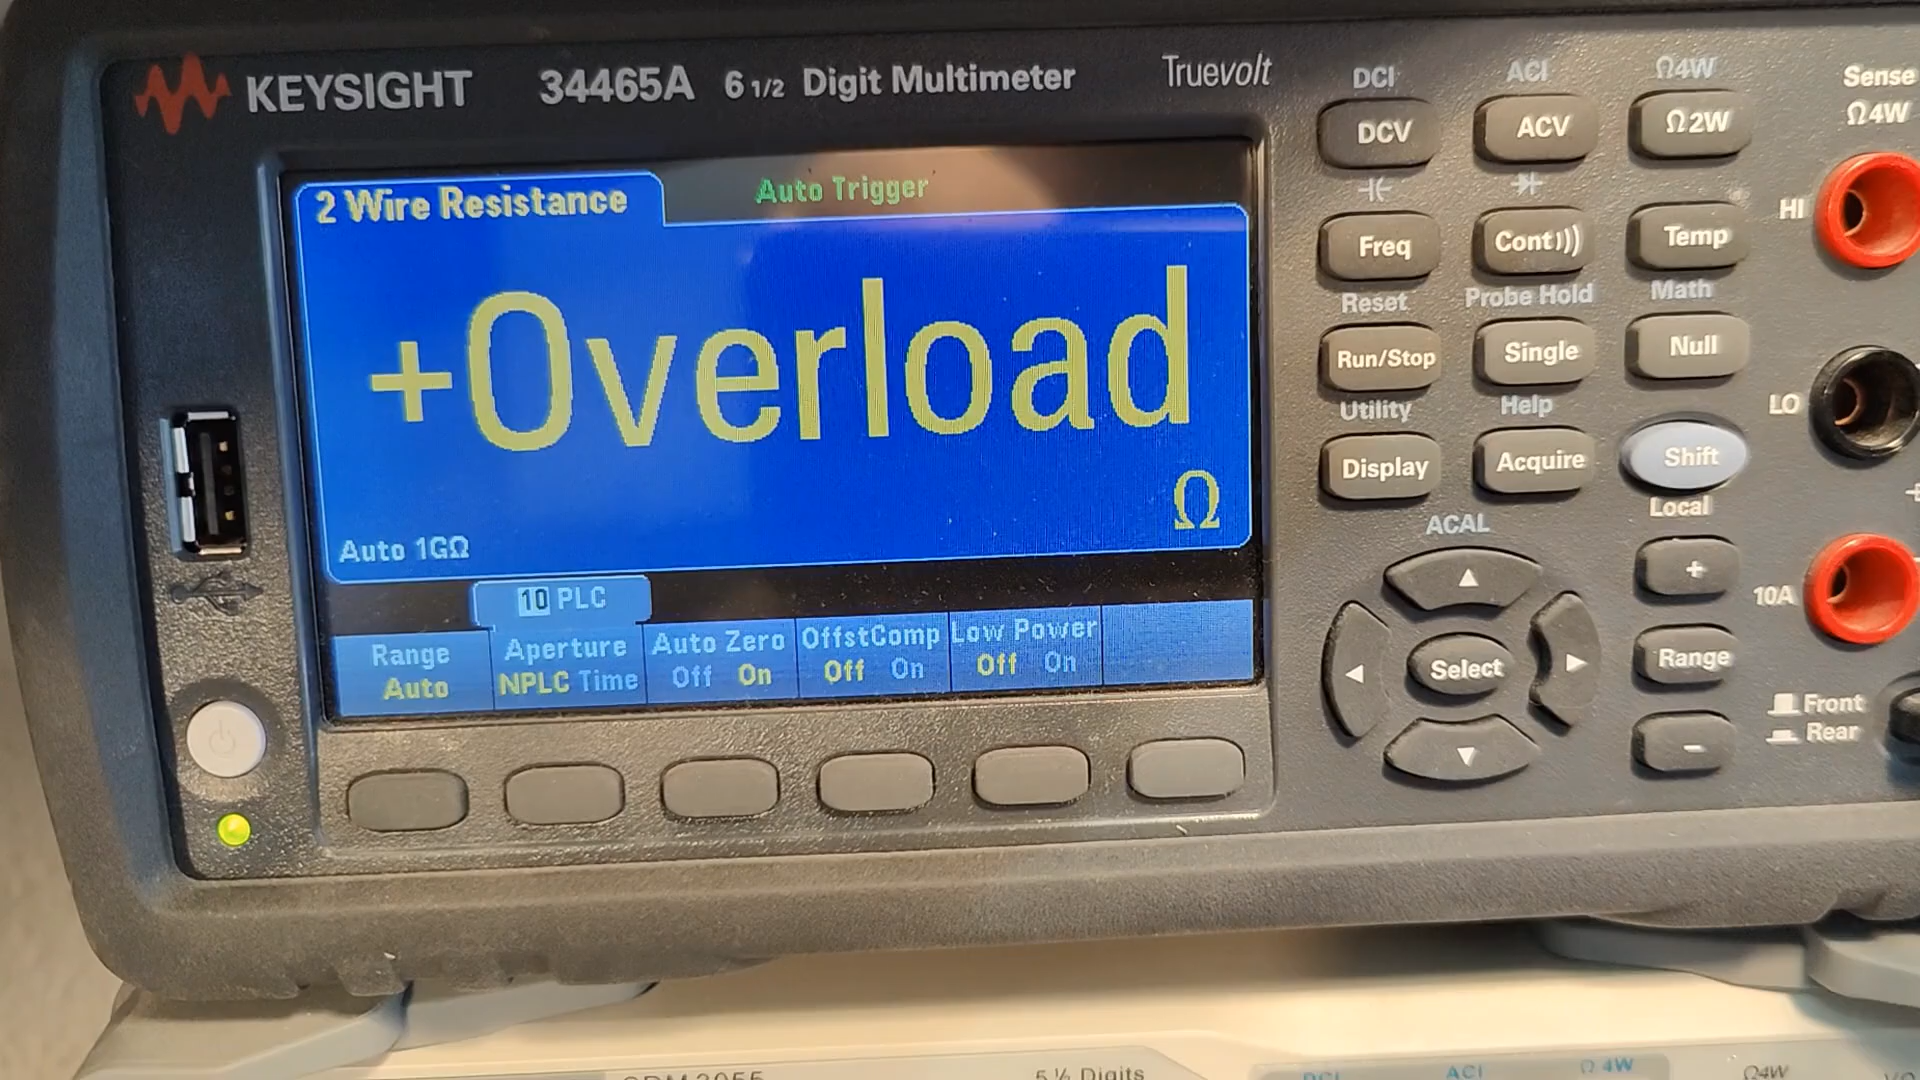 KEYSIGHT 34465A 6 1/2 Digit Multimeter Truevolt
2 Wire Resistance
Auto Trigger
+Overload
Ω
Auto 1GΩ
10 PLC
Range
Auto
Aperture
NPLC Time
Auto Zero
Off On
OffstComp
Off On
Low Power
Off On
DCI ACI Ω4W
DCV ACV Ω2W
Freq Cont))) Temp
Reset Probe Hold Math
Run/Stop Single Null
Utility Help
Display Acquire Shift
Local
ACAL
Select
+
Range
-
Sense
Ω4W
HI
LO
10A
Front
Rear
5½ Digits
ACI
Ω 4W
Ω4W